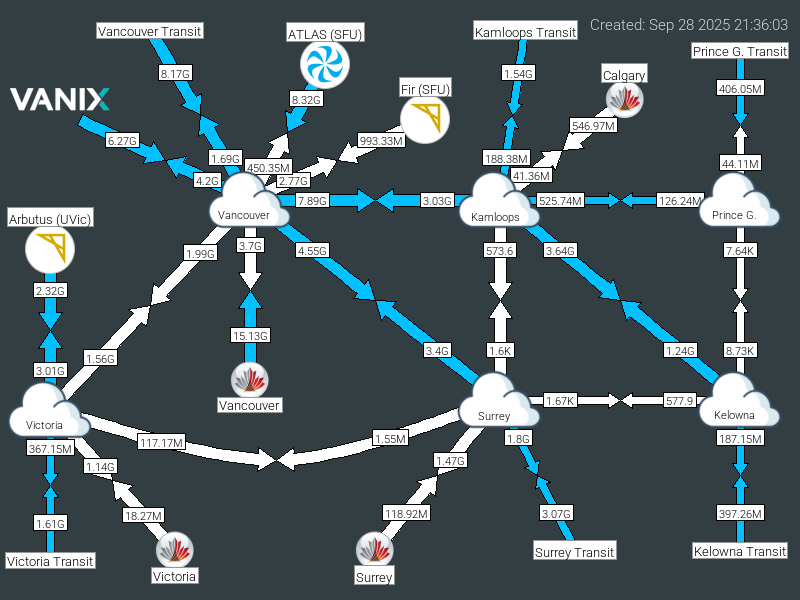 Created: Sep 28 2025 21:36:03
Vancouver Transit
ATLAS (SFU)
Kamloops Transit
Prince G. Transit
8.17G
1.54G
Calgary
Fir (SFU)
406.05M
VANIX
8.32G
546.97M
6.27G
993.33M
1.69G
188.38M
44.11M
450.35M
41.36M
4.2G
2.77G
7.89G
3.03G
525.74M
126.24M
Vancouver
Kamloops
Prince G.
Arbutus (UVic)
1.99G
3.7G
4.55G
573.6
3.64G
7.64K
2.32G
15.13G
1.56G
3.4G
1.6K
1.24G
8.73K
3.01G
Vancouver
1.67K
577.9
Victoria
Surrey
Kelowna
367.15M
117.17M
1.55M
1.8G
187.15M
1.14G
1.47G
1.61G
18.27M
118.92M
3.07G
397.26M
Victoria Transit
Victoria
Surrey
Surrey Transit
Kelowna Transit